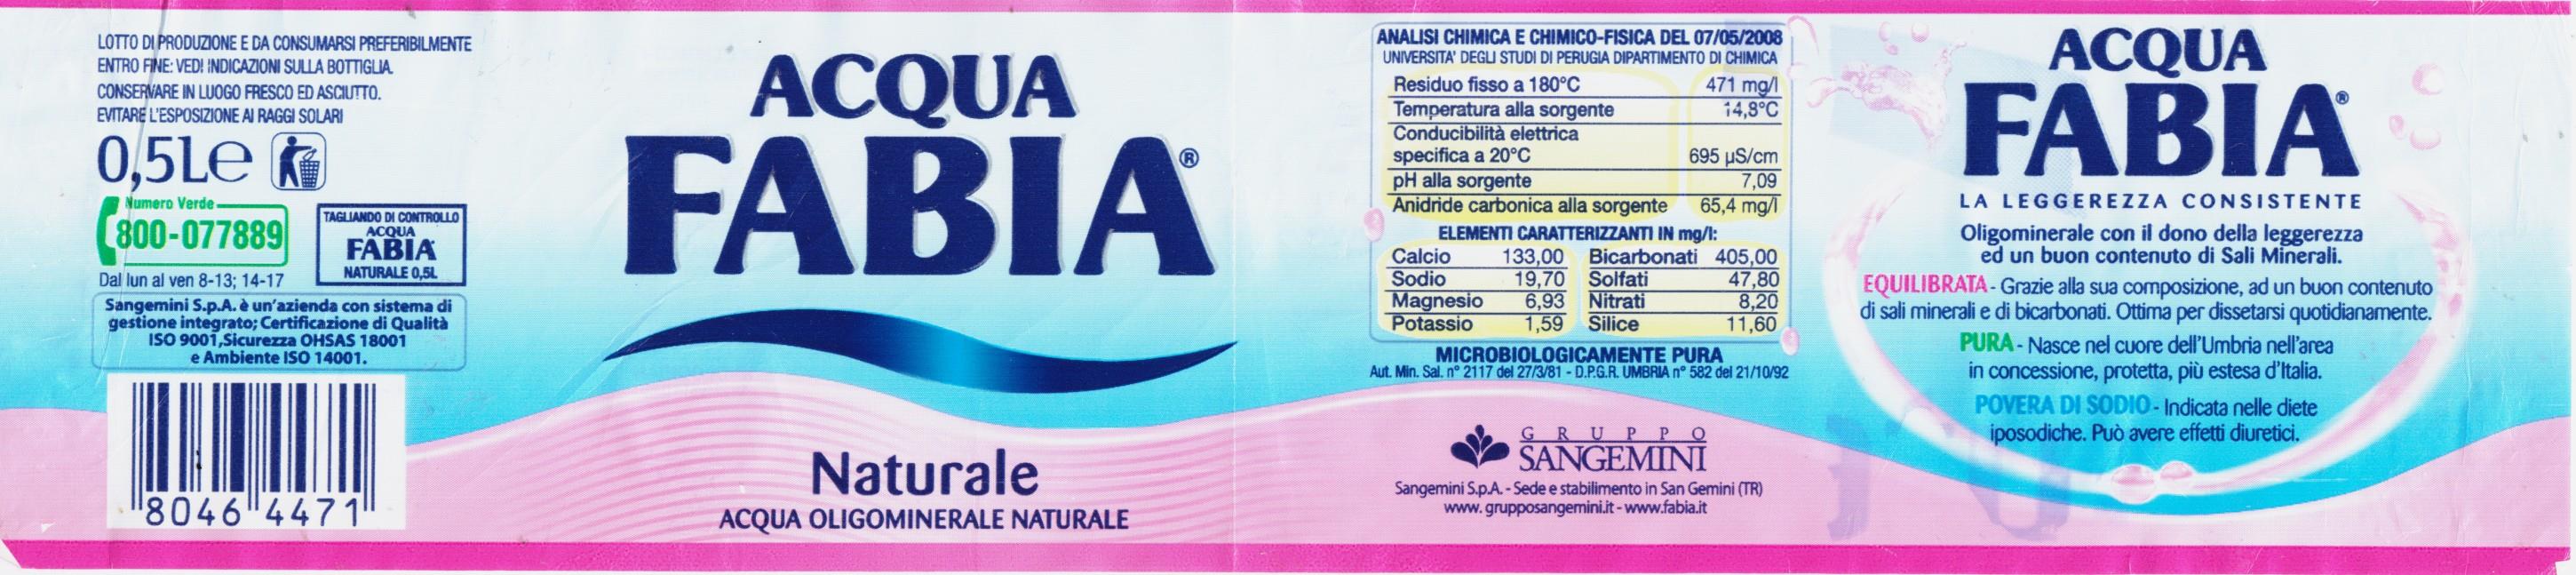 LOTTO DI PRODUZIONE E DA CONSUMARSI PREFERIBILMENTE
ENTRO FINE: VEDI INDICAZIONI SULLA BOTTIGLIA.
CONSERVARE IN LUOGO FRESCO ED ASCIUTTO.
EVITARE L'ESPOSIZIONE AI RAGGI SOLARI
0,5L e
Numero Verde
800-077889
Dal lun al ven 8-13; 14-17
TAGLIANDO DI CONTROLLO
ACQUA
FABIA
NATURALE 0,5L
Sangemini S.p.A. è un'azienda con sistema di
gestione integrato; Certificazione di Qualità
ISO 9001,Sicurezza OHSAS 18001
e Ambiente ISO 14001.
8046 4471
ACQUA
FABIA®
Naturale
ACQUA OLIGOMINERALE NATURALE
ANALISI CHIMICA E CHIMICO-FISICA DEL 07/05/2008
UNIVERSITA' DEGLI STUDI DI PERUGIA DIPARTIMENTO DI CHIMICA
Residuo fisso a 180°C 471 mg/l
Temperatura alla sorgente 14,8°C
Conducibilità elettrica
specifica a 20°C 695 µS/cm
pH alla sorgente 7,09
Anidride carbonica alla sorgente 65,4 mg/l
ELEMENTI CARATTERIZZANTI IN mg/l:
Calcio 133,00 Bicarbonati 405,00
Sodio 19,70 Solfati 47,80
Magnesio 6,93 Nitrati 8,20
Potassio 1,59 Silice 11,60
MICROBIOLOGICAMENTE PURA
Aut. Min. Sal. n° 2117 del 27/3/81 - D.P.G.R. UMBRIA n° 582 del 21/10/92
GRUPPO
SANGEMINI
Sangemini S.p.A. - Sede e stabilimento in San Gemini (TR)
www. grupposangemini.it - www.fabia.it
ACQUA
FABIA®
LA LEGGEREZZA CONSISTENTE
Oligominerale con il dono della leggerezza
ed un buon contenuto di Sali Minerali.
EQUILIBRATA - Grazie alla sua composizione, ad un buon contenuto
di sali minerali e di bicarbonati. Ottima per dissetarsi quotidianamente.
PURA - Nasce nel cuore dell'Umbria nell'area
in concessione, protetta, più estesa d'Italia.
POVERA DI SODIO - Indicata nelle diete
iposodiche. Può avere effetti diuretici.